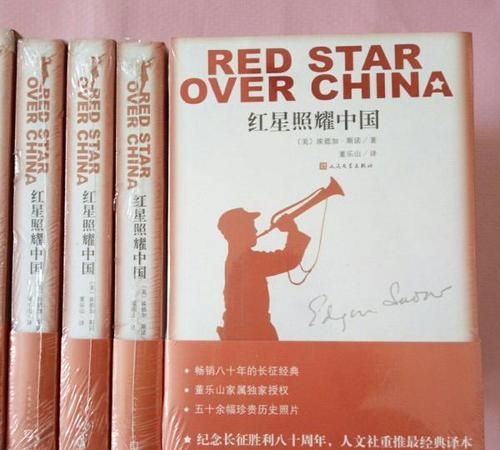 RED STAR
OVER CHINA
红星照耀中国
RED STAR
OVER CHINA
红星照耀中国
RED STAR
OVER CHINA
红星照耀中国
RED STAR
OVER CHINA
红星照耀中国
(美) 埃德加·斯诺 / 著
董乐山 / 译
人民文学出版社
Edgar Snow
• 畅销八十年的长征经典
• 董乐山家属独家授权
• 五十余幅珍贵历史照片
★ 纪念长征胜利八十周年，人文社重推最经典译本